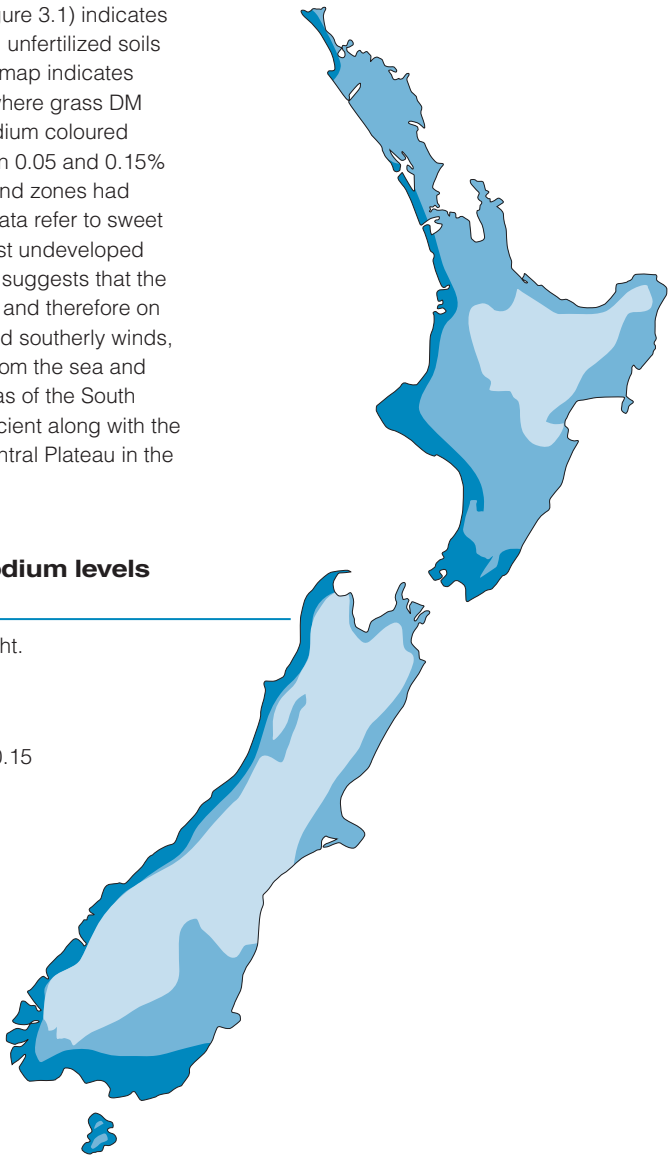 ure 3.1) indicates
unfertilized soils
map indicates
where grass DM
dium coloured
n 0.05 and 0.15%
nd zones had
ata refer to sweet
st undeveloped
suggests that the
and therefore on
d southerly winds,
om the sea and
as of the South
cient along with the
ntral Plateau in the
odium levels
ht.
0.15